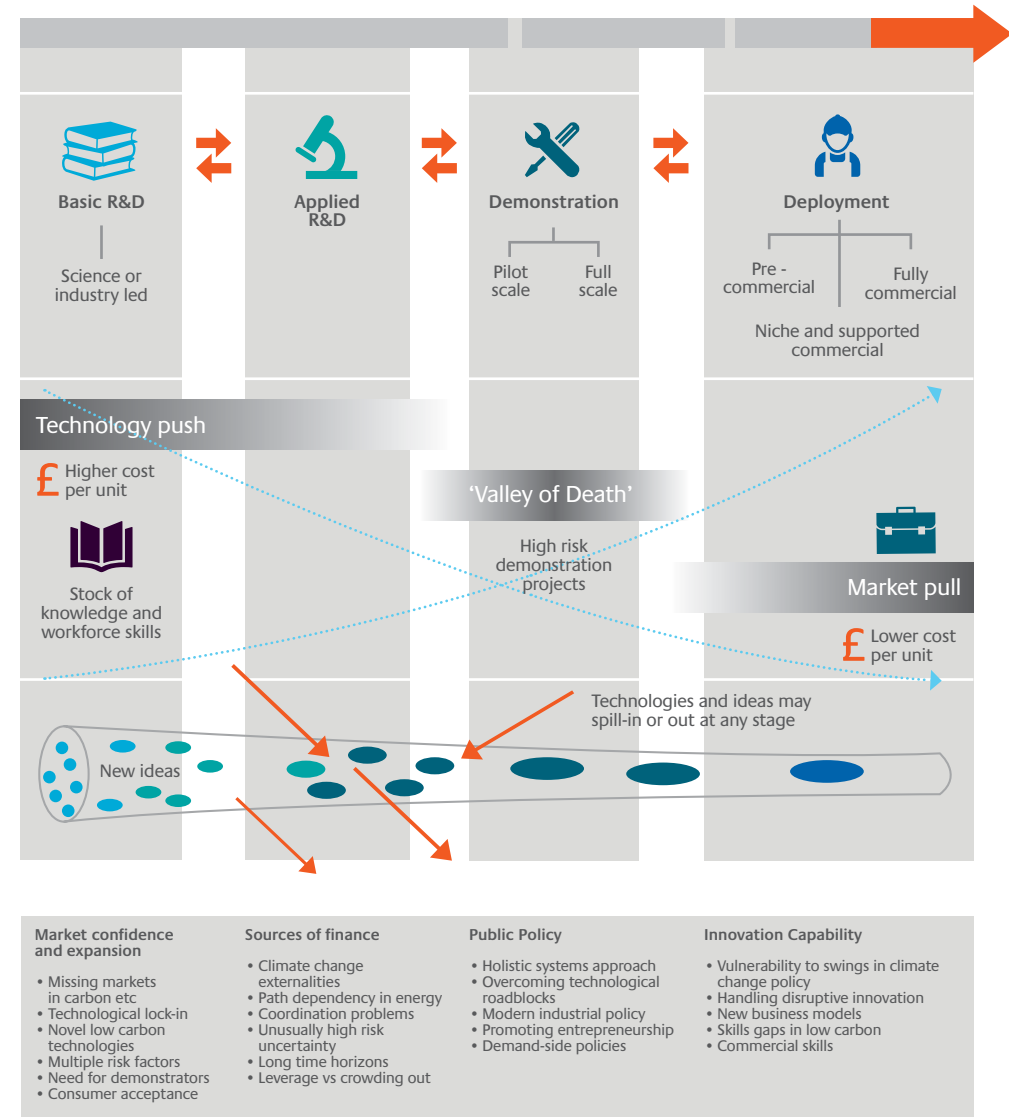 Basic R&D
Science or
industry led
Applied
R&D
Demonstration
Pilot
scale
Full
scale
Deployment
Pre -
commercial
Fully
commercial
Niche and supported
commercial
Technology push
£ Higher cost
per unit
Stock of
knowledge and
workforce skills
'Valley of Death'
High risk
demonstration
projects
Market pull
£ Lower cost
per unit
Technologies and ideas may
spill-in or out at any stage
New ideas
Market confidence
and expansion
• Missing markets
in carbon etc
• Technological lock-in
• Novel low carbon
technologies
• Multiple risk factors
• Need for demonstrators
• Consumer acceptance
Sources of finance
• Climate change
externalities
• Path dependency in energy
• Coordination problems
• Unusually high risk
uncertainty
• Long time horizons
• Leverage vs crowding out
Public Policy
• Holistic systems approach
• Overcoming technological
roadblocks
• Modern industrial policy
• Promoting entrepreneurship
• Demand-side policies
Innovation Capability
• Vulnerability to swings in climate
change policy
• Handling disruptive innovation
• New business models
• Skills gaps in low carbon
• Commercial skills